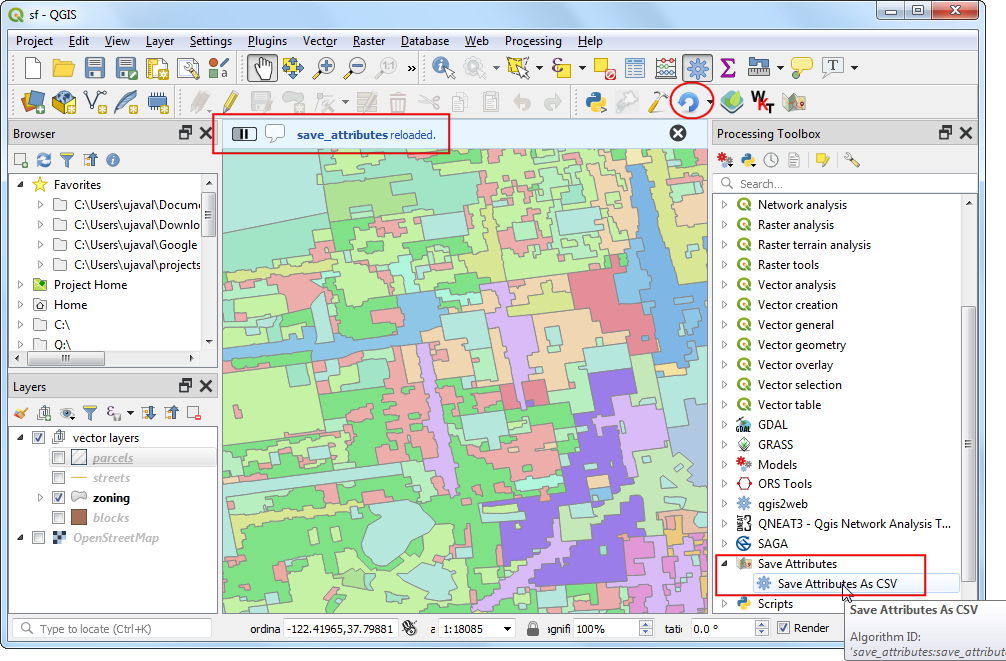 sf - QGIS
Project Edit View Layer Settings Plugins Vector Raster Database Web Processing Help
Browser
save_attributes reloaded.
Processing Toolbox
Search...
Favorites
C:\Users\ujaval\Docum
C:\Users\ujaval\Downlo
C:\Users\ujaval\Google
C:\Users\ujaval\projects
Project Home
Home
C:\
Q:\
Layers
vector layers
parcels
streets
zoning
blocks
OpenStreetMap
Network analysis
Raster analysis
Raster terrain analysis
Raster tools
Vector analysis
Vector creation
Vector general
Vector geometry
Vector overlay
Vector selection
Vector table
GDAL
GRASS
Models
ORS Tools
qgis2web
QNEAT3 - Qgis Network Analysis T...
SAGA
Save Attributes
Save Attributes As CSV
Scripts
Save Attributes As CSV
Algorithm ID:
'save_attributes:save_attribut
Type to locate (Ctrl+K)
ordina -122.41965,37.79881 1:18085 agnifi 100% tatic 0.0 ° Render